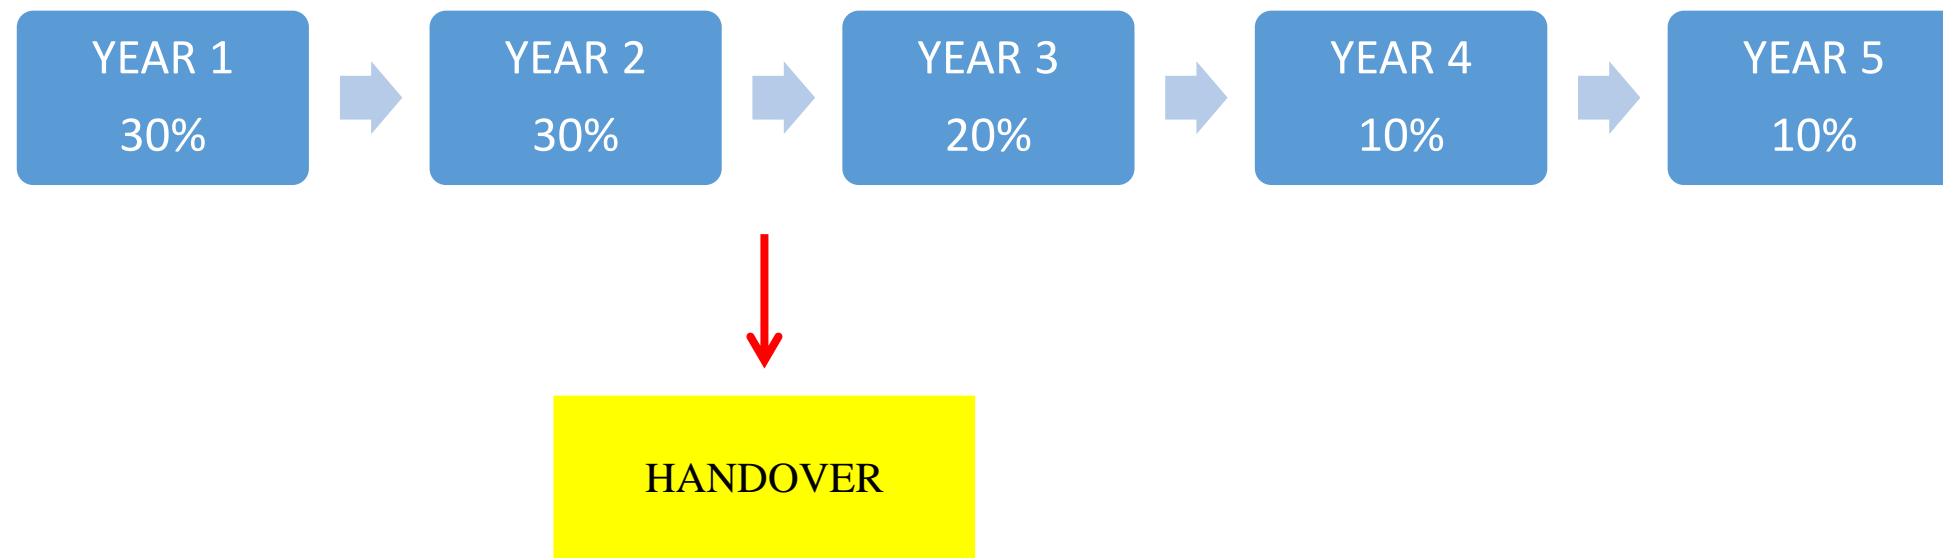 YEAR 1
30%
YEAR 2
30%
YEAR 3
20%
YEAR 4
10%
YEAR 5
10%
HANDOVER